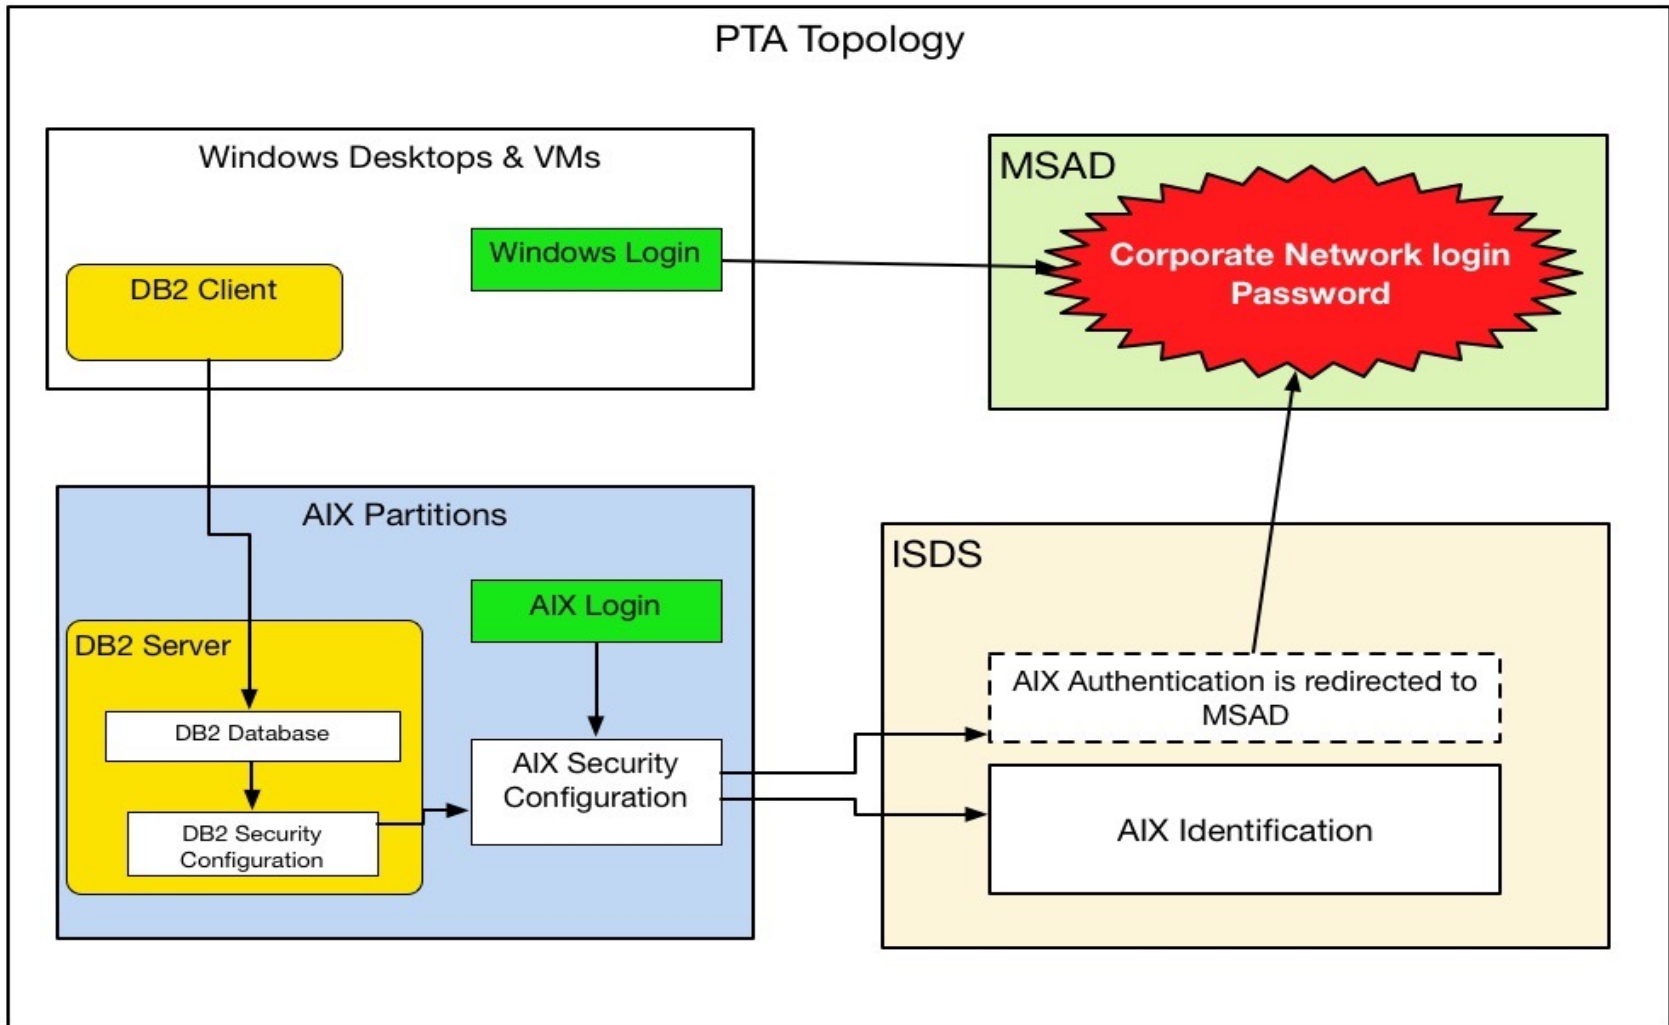 PTA Topology
Windows Desktops & VMs
Windows Login
DB2 Client
MSAD
Corporate Network login
Password
AIX Partitions
AIX Login
DB2 Server
DB2 Database
DB2 Security
Configuration
AIX Security
Configuration
ISDS
AIX Authentication is redirected to
MSAD
AIX Identification